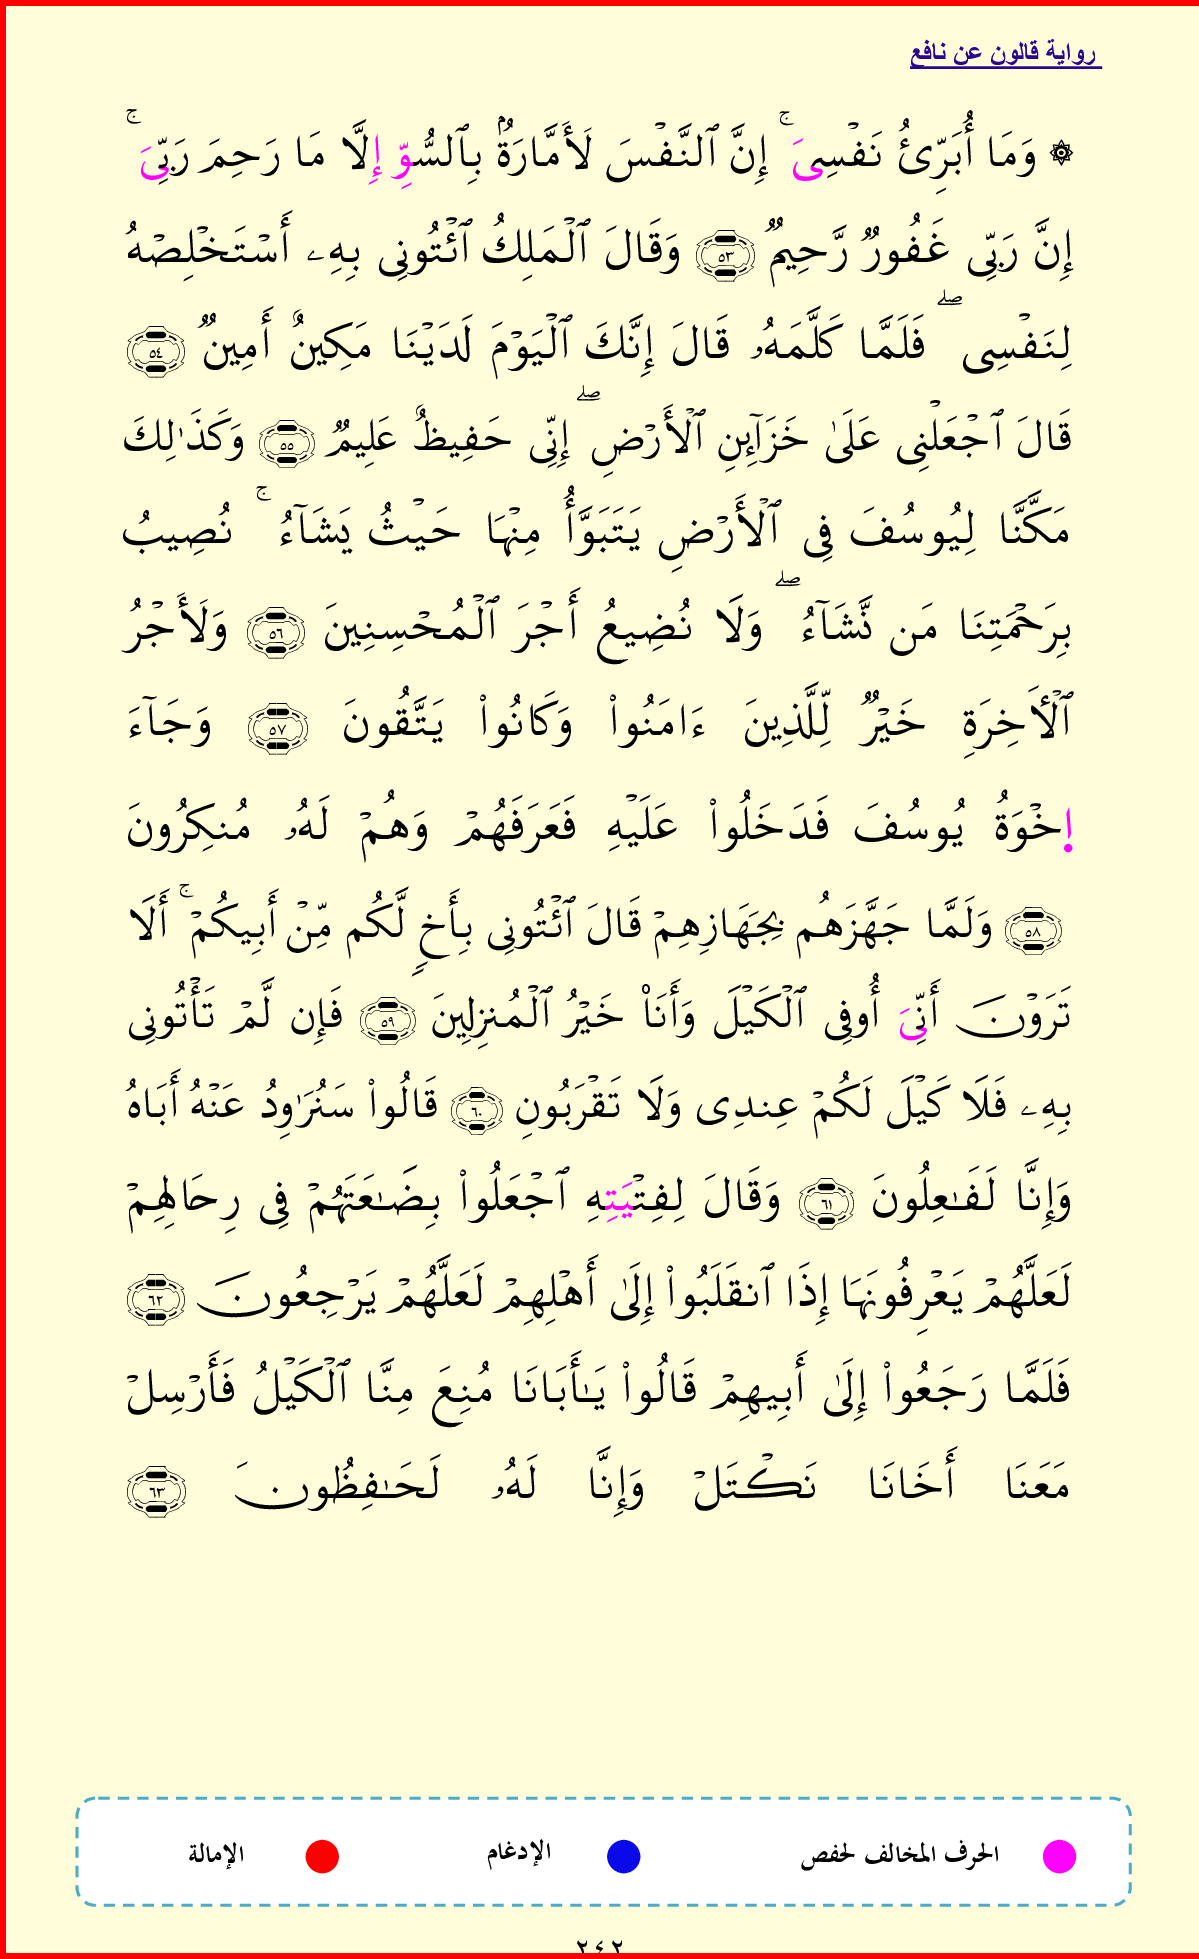 رواية قالون عن نافع
۞ وَمَا أُبَرِّئُ نَفْسِيَ ۚ إِنَّ ٱلنَّفْسَ لَأَمَّارَةُۢ بِٱلسُّوِّ إِلَّا مَا رَحِمَ رَبِّيَ ۚ
إِنَّ رَبِّى غَفُورٞ رَّحِيمٞ ٥٣ وَقَالَ ٱلْمَلِكُ ٱئْتُونِى بِهِۦ أَسْتَخْلِصْهُ
لِنَفْسِى ۖ فَلَمَّا كَلَّمَهُۥ قَالَ إِنَّكَ ٱلْيَوْمَ لَدَيْنَا مَكِينٌ أَمِينٞ ٥٤
قَالَ ٱجْعَلْنِى عَلَىٰ خَزَآئِنِ ٱلْأَرْضِ ۖ إِنِّى حَفِيظٌ عَلِيمٞ ٥٥ وَكَذَٰلِكَ
مَكَّنَّا لِيُوسُفَ فِى ٱلْأَرْضِ يَتَبَوَّأُ مِنْهَا حَيْثُ يَشَآءُ ۚ نُصِيبُ
بِرَحْمَتِنَا مَن نَّشَآءُ ۖ وَلَا نُضِيعُ أَجْرَ ٱلْمُحْسِنِينَ ٥٦ وَلَأَجْرُ
ٱلْأَخِرَةِ خَيْرٞ لِّلَّذِينَ ءَامَنُواْ وَكَانُواْ يَتَّقُونَ ٥٧ وَجَآءَ
اِخْوَةُ يُوسُفَ فَدَخَلُواْ عَلَيْهِ فَعَرَفَهُمْ وَهُمْ لَهُۥ مُنكِرُونَ
٥٨ وَلَمَّا جَهَّزَهُم بِجَهَازِهِمْ قَالَ ٱئْتُونِى بِأَخٍ لَّكُم مِّنْ أَبِيكُمْ ۚ أَلَا
تَرَوْنَ أَنِّيَ أُوفِى ٱلْكَيْلَ وَأَنَا۠ خَيْرُ ٱلْمُنزِلِينَ ٥٩ فَإِن لَّمْ تَأْتُونِى
بِهِۦ فَلَا كَيْلَ لَكُمْ عِندِى وَلَا تَقْرَبُونِ ٦٠ قَالُواْ سَنُرَٰوِدُ عَنْهُ أَبَاهُ
وَإِنَّا لَفَٰعِلُونَ ٦١ وَقَالَ لِفِتْيَتِهِ ٱجْعَلُواْ بِضَٰعَتَهُمْ فِى رِحَالِهِمْ
لَعَلَّهُمْ يَعْرِفُونَهَا إِذَا ٱنقَلَبُواْ إِلَىٰ أَهْلِهِمْ لَعَلَّهُمْ يَرْجِعُونَ ٦٢
فَلَمَّا رَجَعُواْ إِلَىٰ أَبِيهِمْ قَالُواْ يَٰأَبَانَا مُنِعَ مِنَّا ٱلْكَيْلُ فَأَرْسِلْ
مَعَنَا أَخَانَا نَكْتَلْ وَإِنَّا لَهُۥ لَحَٰفِظُونَ ٦٣
الحرف المخالف لحفص الإدغام الإمالة
٢٤٢